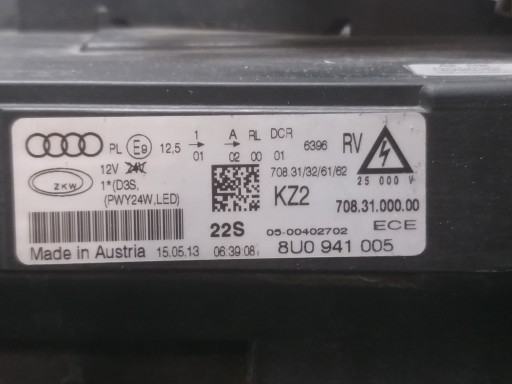 PL E9 12,5 1 → 01 A → 02 RL 00 DCR 01 6396 RV
12V 24V
ZKW
1*(D3S,
(PWY24W,LED)
708.31/32/61/62
KZ2
25 000 V
708.31.000.00
22S 05-00402702 ECE
Made in Austria 15.05.13 06:39:08 8U0 941 005